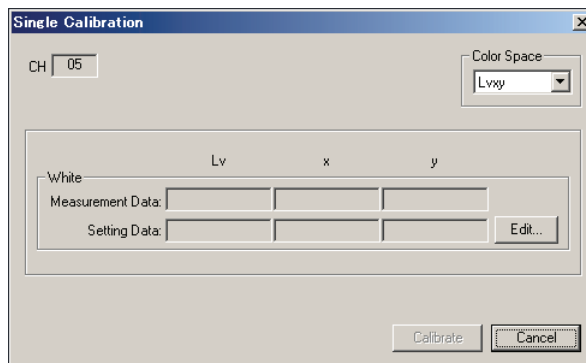 Single Calibration
CH 05
Color Space
Lvxy
Lv x y
White
Measurement Data:
Setting Data: Edit...
Calibrate Cancel